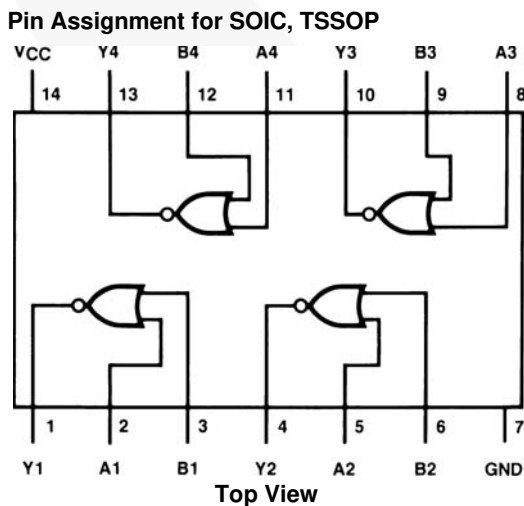 Pin Assignment for SOIC, TSSOP
VCC Y4 B4 A4 Y3 B3 A3
14 13 12 11 10 9 8
1 2 3 4 5 6 7
Y1 A1 B1 Y2 A2 B2 GND
Top View